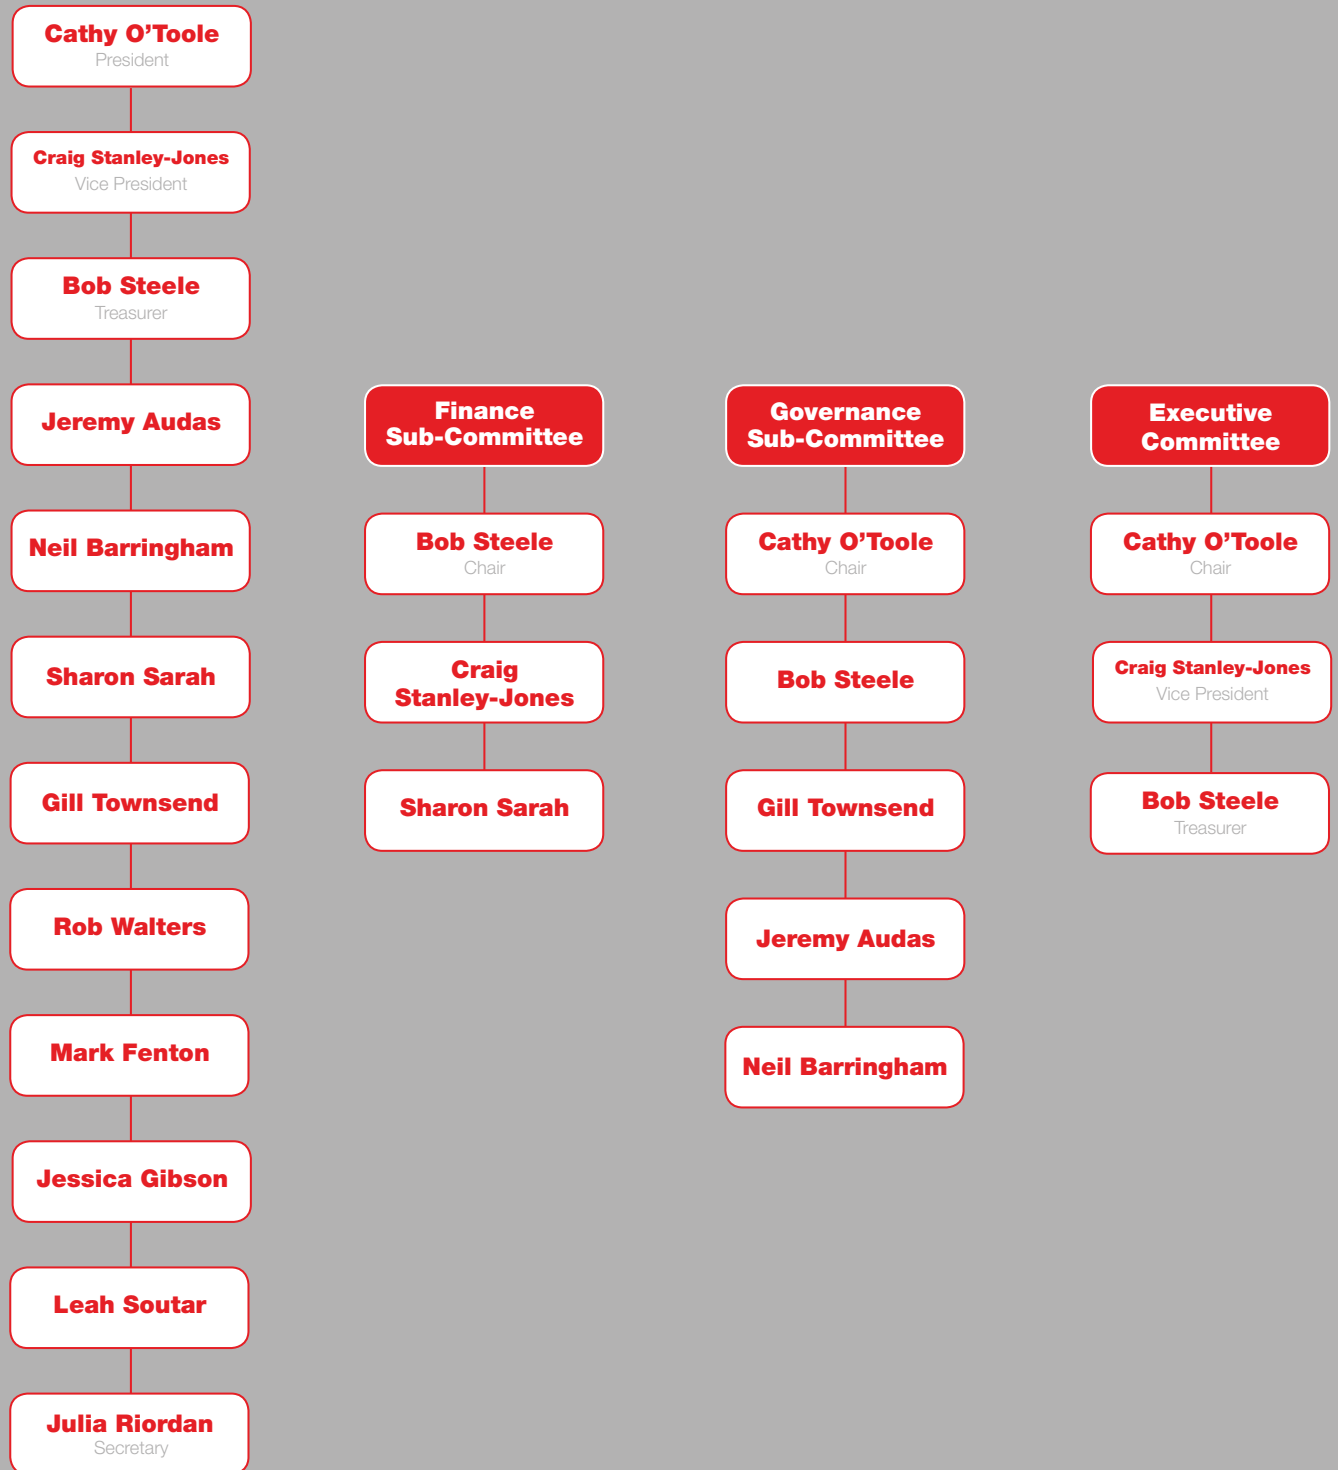 Cathy O’Toole
President
Craig Stanley-Jones
Vice President
Bob Steele
Treasurer
Jeremy Audas
Neil Barringham
Sharon Sarah
Gill Townsend
Rob Walters
Mark Fenton
Jessica Gibson
Leah Soutar
Julia Riordan
Secretary
Finance
Sub-Committee
Bob Steele
Chair
Craig
Stanley-Jones
Sharon Sarah
Governance
Sub-Committee
Cathy O’Toole
Chair
Bob Steele
Gill Townsend
Jeremy Audas
Neil Barringham
Executive
Committee
Cathy O’Toole
Chair
Craig Stanley-Jones
Vice President
Bob Steele
Treasurer